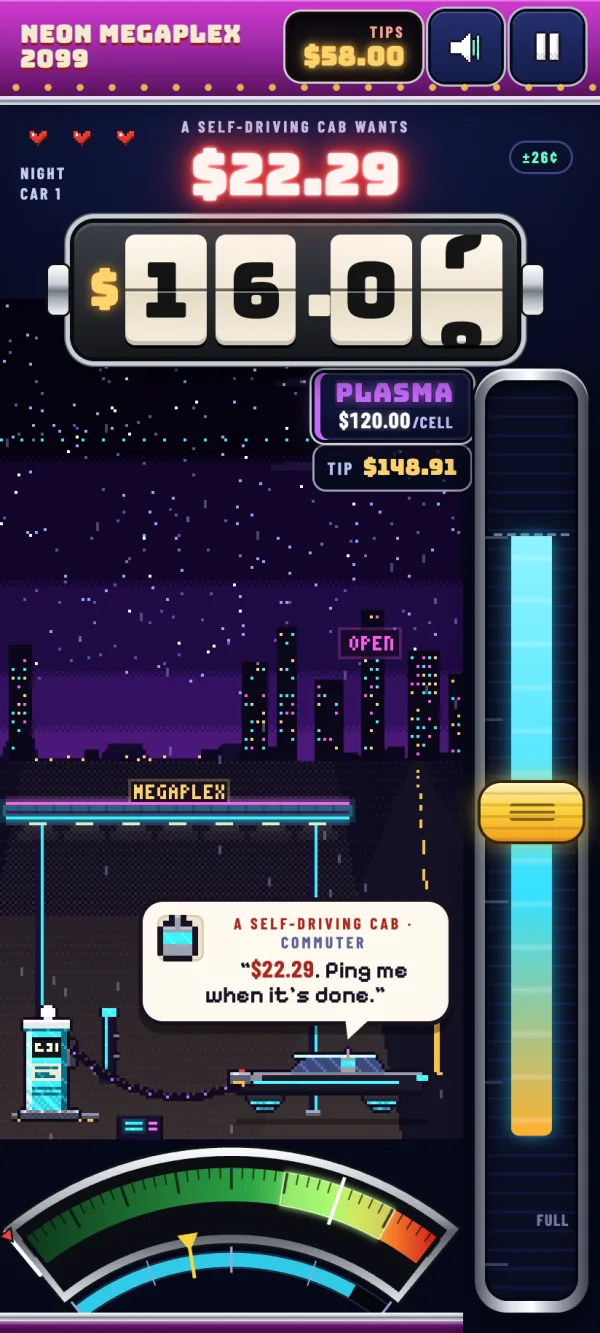 NEON MEGAPLEX
2099
TIPS
$58.00
A SELF-DRIVING CAB WANTS
$22.29
±26¢
NIGHT
CAR 1
$16.0
PLASMA
$120.00/CELL
TIP $148.91
OPEN
MEGAPLEX
A SELF-DRIVING CAB ·
COMMUTER
“$22.29. Ping me
when it's done.”
FULL